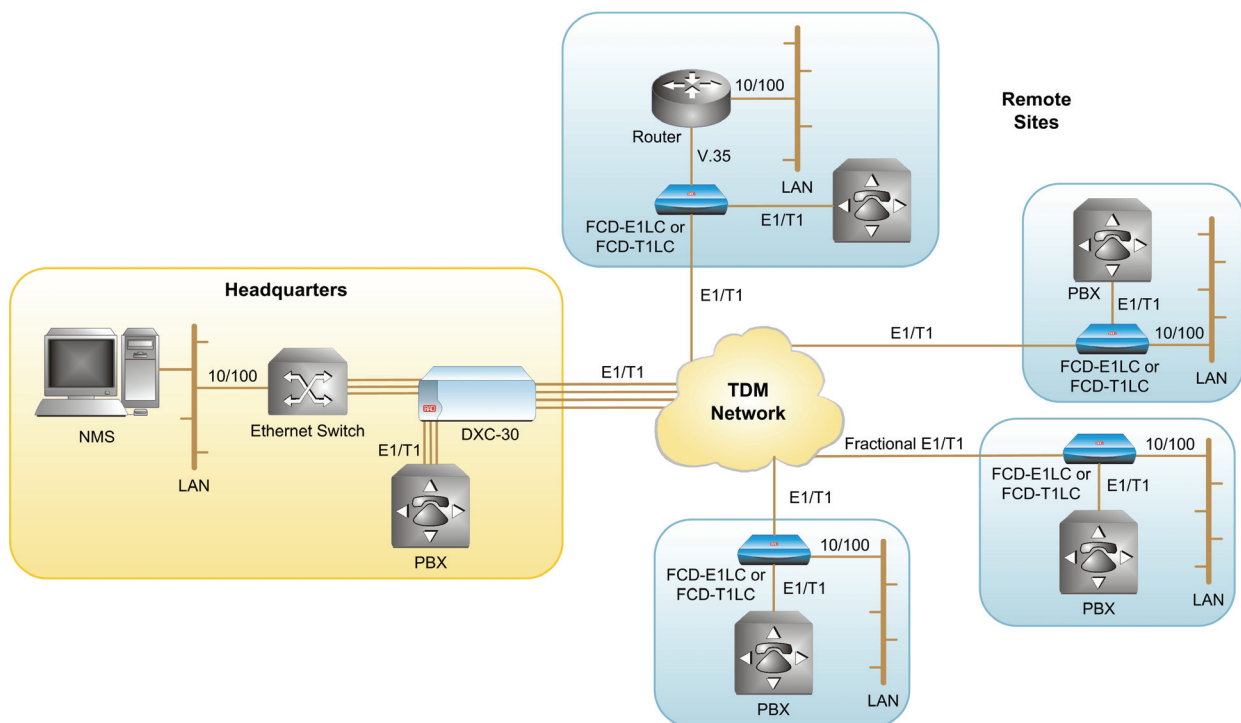 Remote
Sites
10/100
Router
V.35
LAN
E1/T1
FCD-E1LC or
FCD-T1LC
E1/T1
Headquarters
NMS
10/100
LAN
Ethernet Switch
RAD
DXC-30
E1/T1
PBX
E1/T1
TDM
Network
E1/T1
PBX
E1/T1
10/100
FCD-E1LC or
FCD-T1LC
LAN
Fractional E1/T1
10/100
FCD-E1LC or
FCD-T1LC
E1/T1
PBX
LAN
E1/T1
10/100
FCD-E1LC or
FCD-T1LC
E1/T1
PBX
LAN